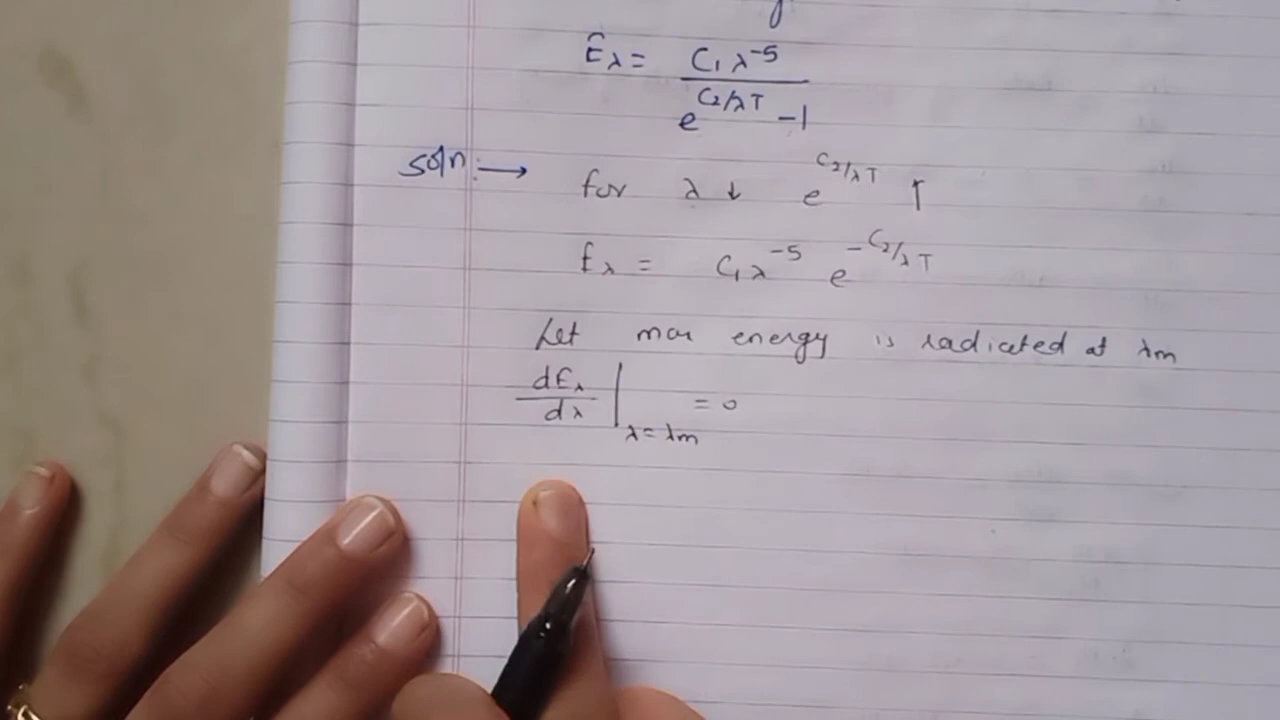 Eλ = C₁λ⁻⁵ / (e^(C₂/λT) - 1)
Soln: → for λ ↓ e^(C₂/λT) ↑
Eλ = C₁λ⁻⁵ e^(-C₂/λT)
Let max energy is radiated at λm
dEλ/dλ |λ=λm = 0